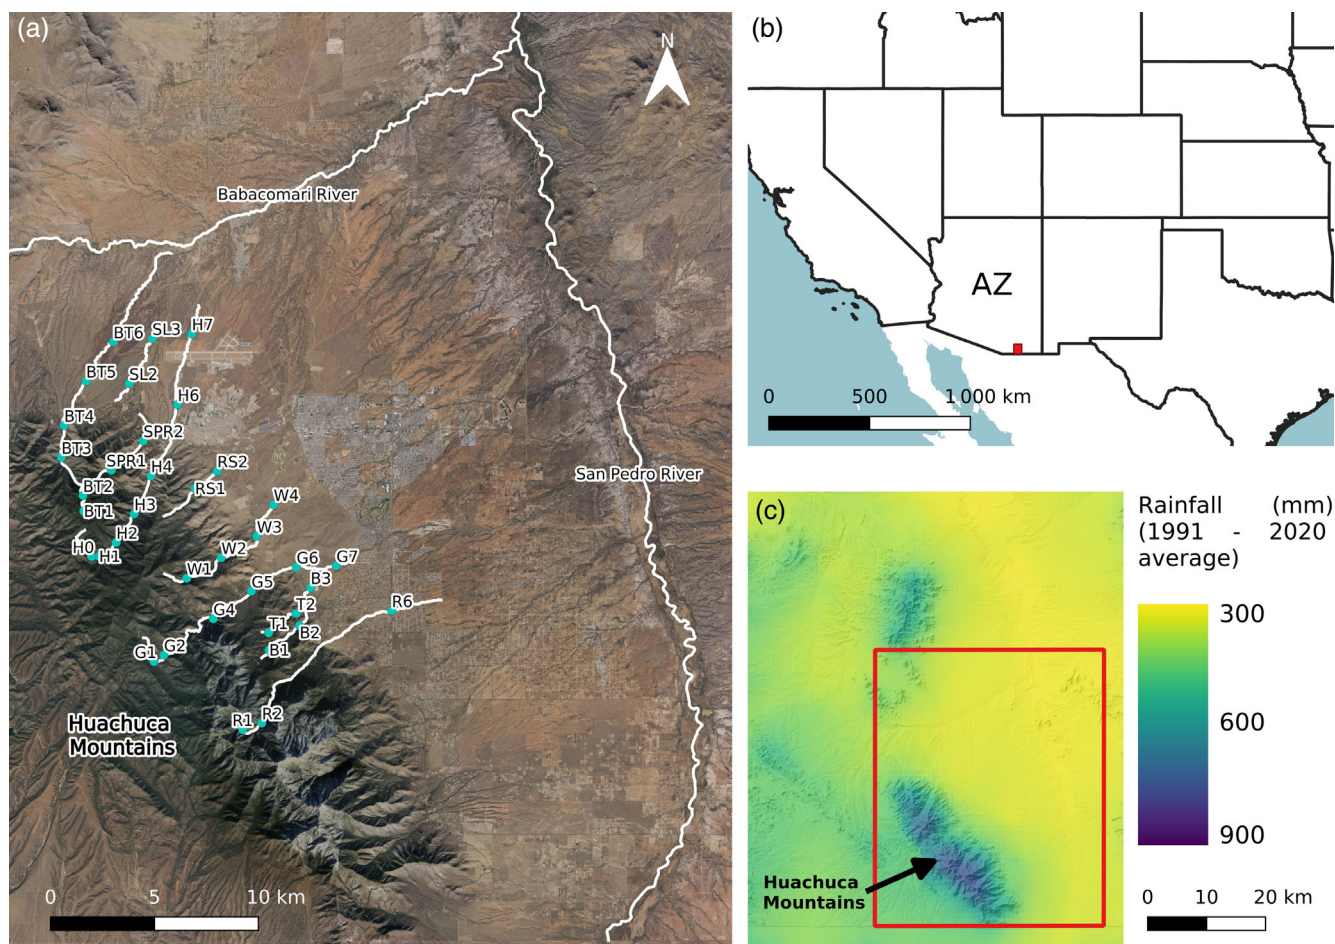 (a)
N
Babacomari River
BT6
SL3
H7
BT5
SL2
H6
BT4
SPR2
BT3
SPR1
H4
RS2
BT2
RS1
BT1
H3
W4
H2
W3
H0
H1
W2
W1
G6
G7
G5
B3
G4
T2
R6
T1
B2
G1
G2
B1
R1
R2
San Pedro River
Huachuca
Mountains
0 5 10 km
(b)
AZ
0 500 1000 km
(c)
Huachuca
Mountains
Rainfall (mm)
(1991 - 2020
average)
300
600
900
0 10 20 km